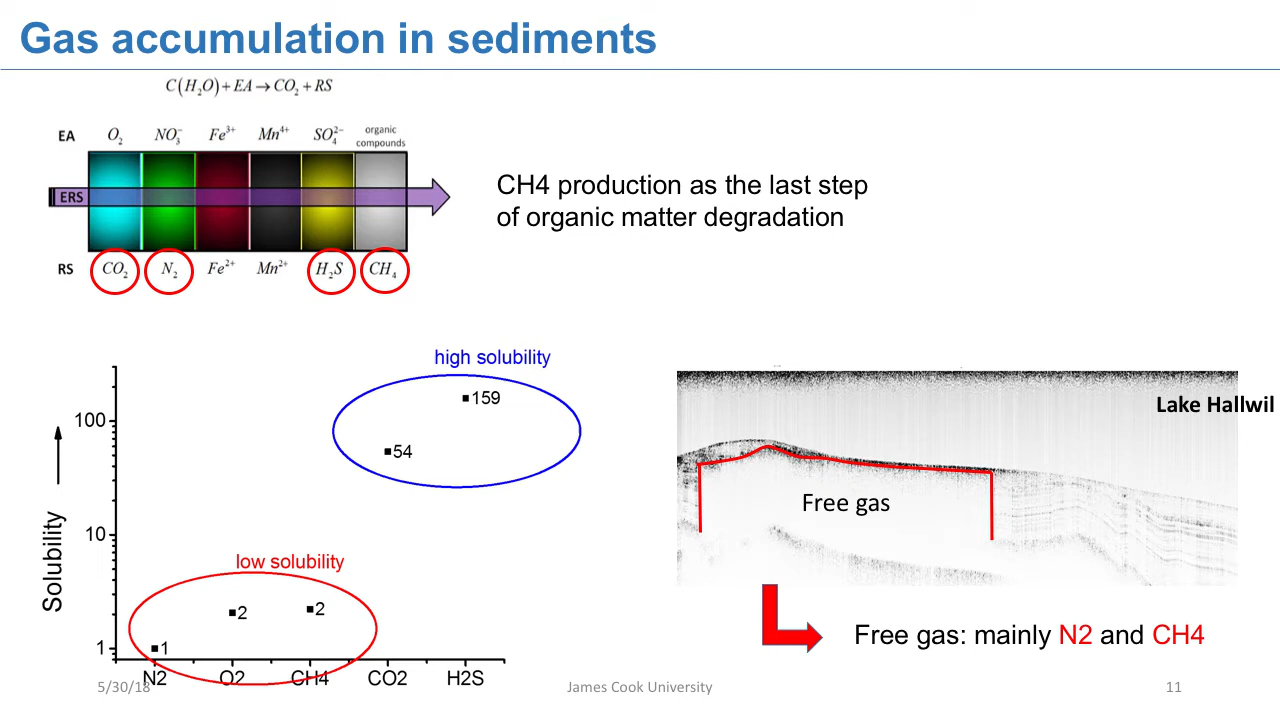 Gas accumulation in sediments
C(H₂O)+EA→CO₂+RS
EA O₂ NO₃⁻ Fe³⁺ Mn⁴⁺ SO₄²⁻ organic compounds
ERS
RS CO₂ N₂ Fe²⁺ Mn²⁺ H₂S CH₄
CH4 production as the last step
of organic matter degradation
high solubility
159
100
54
Solubility
10
low solubility
2 2
1 1
N2 O2 CH4 CO2 H2S
Lake Hallwil
Free gas
Free gas: mainly N2 and CH4
5/30/18 James Cook University 11